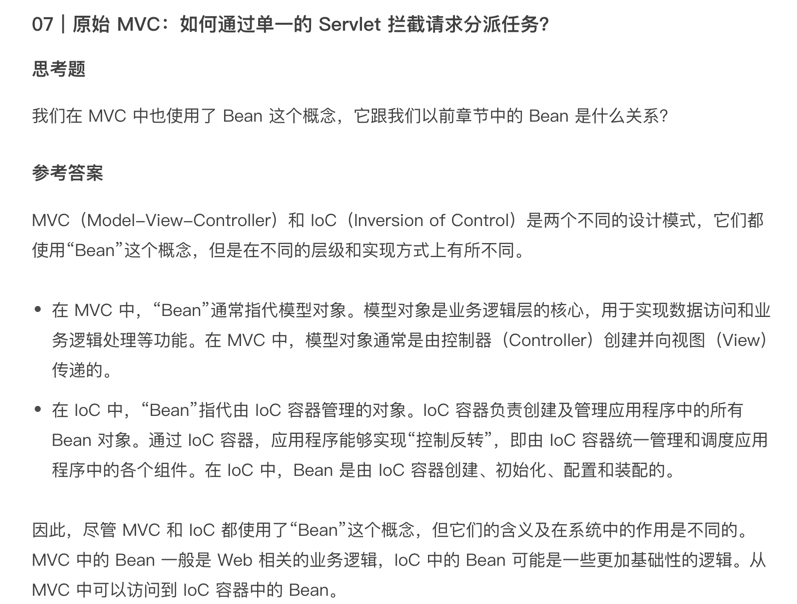 07｜原始 MVC：如何通过单一的 Servlet 拦截请求分派任务？
思考题
我们在 MVC 中也使用了 Bean 这个概念，它跟我们以前章节中的 Bean 是什么关系？
参考答案
MVC（Model-View-Controller）和 IoC（Inversion of Control）是两个不同的设计模式，它们都
使用“Bean”这个概念，但是在不同的层级和实现方式上有所不同。
• 在 MVC 中，“Bean”通常指代模型对象。模型对象是业务逻辑层的核心，用于实现数据访问和业
务逻辑处理等功能。在 MVC 中，模型对象通常是由控制器（Controller）创建并向视图（View）
传递的。
• 在 IoC 中，“Bean”指代由 IoC 容器管理的对象。IoC 容器负责创建及管理应用程序中的所有
Bean 对象。通过 IoC 容器，应用程序能够实现“控制反转”，即由 IoC 容器统一管理和调度应用
程序中的各个组件。在 IoC 中，Bean 是由 IoC 容器创建、初始化、配置和装配的。
因此，尽管 MVC 和 IoC 都使用了“Bean”这个概念，但它们的含义及在系统中的作用是不同的。
MVC 中的 Bean 一般是 Web 相关的业务逻辑，IoC 中的 Bean 可能是一些更加基础性的逻辑。从
MVC 中可以访问到 IoC 容器中的 Bean。